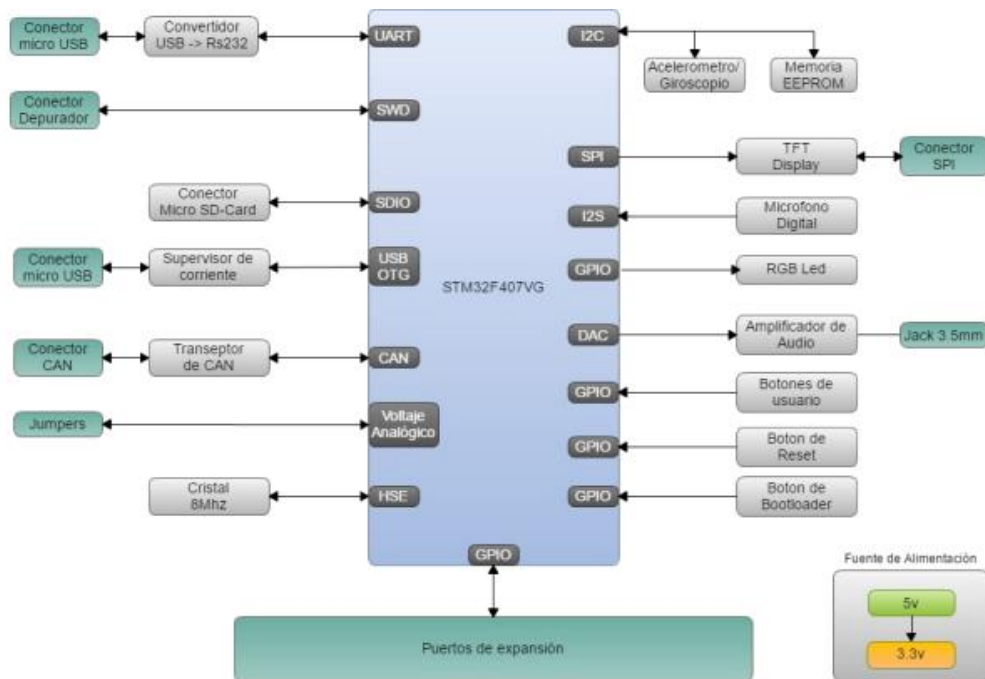 Conector
micro USB
Convertidor
USB -> Rs232
UART
I2C
Acelerometro/
Giroscopio
Memoria
EEPROM
Conector
Depurador
SWD
SPI
TFT
Display
Conector
SPI
Conector
Micro SD-Card
SDIO
I2S
Microfono
Digital
Conector
micro USB
Supervisor de
corriente
USB
OTG
STM32F407VG
GPIO
RGB Led
DAC
Amplificador de
Audio
Jack 3.5mm
Conector
CAN
Transeptor
de CAN
CAN
GPIO
Botones de
usuario
Jumpers
Voltaje
Analógico
GPIO
Boton de
Reset
Cristal
8Mhz
HSE
GPIO
Boton de
Bootloader
GPIO
Puertos de expansión
Fuente de Alimentación
5v
3.3v